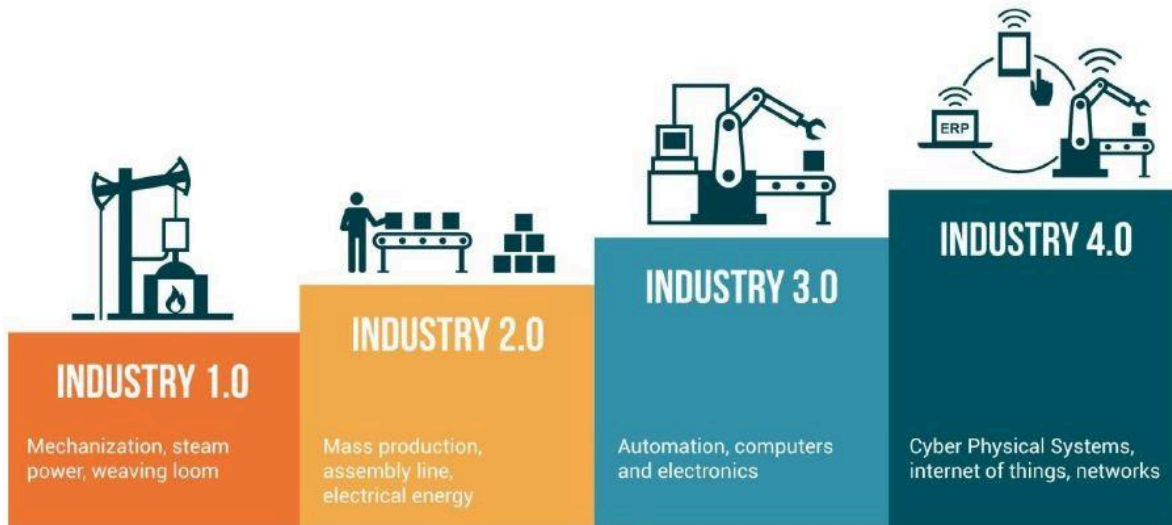 ERP
INDUSTRY 1.0
Mechanization, steam
power, weaving loom
INDUSTRY 2.0
Mass production,
assembly line,
electrical energy
INDUSTRY 3.0
Automation, computers
and electronics
INDUSTRY 4.0
Cyber Physical Systems,
internet of things, networks